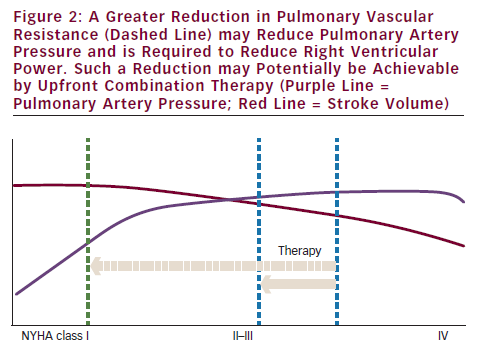 Figure 2: A Greater Reduction in Pulmonary Vascular
Resistance (Dashed Line) may Reduce Pulmonary Artery
Pressure and is Required to Reduce Right Ventricular
Power. Such a Reduction may Potentially be Achievable
by Upfront Combination Therapy (Purple Line =
Pulmonary Artery Pressure; Red Line = Stroke Volume)
Therapy
NYHA class I II–III IV